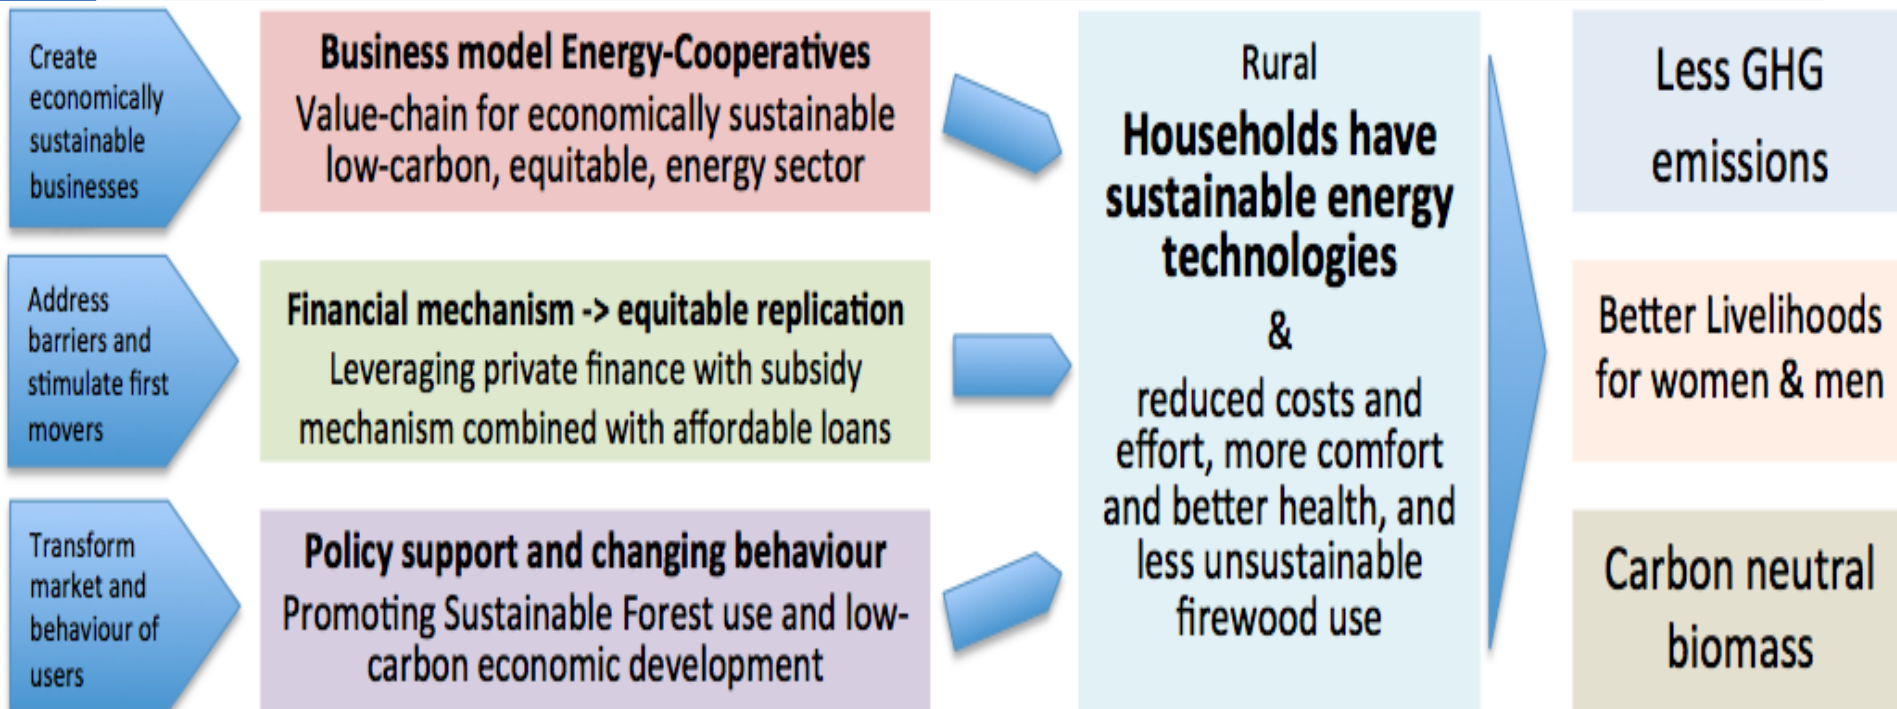 Create
economically
sustainable
businesses
Business model Energy-Cooperatives
Value-chain for economically sustainable
low-carbon, equitable, energy sector
Address
barriers and
stimulate first
movers
Financial mechanism -> equitable replication
Leveraging private finance with subsidy
mechanism combined with affordable loans
Transform
market and
behaviour of
users
Policy support and changing behaviour
Promoting Sustainable Forest use and low-
carbon economic development
Rural
Households have
sustainable energy
technologies
&
reduced costs and
effort, more comfort
and better health, and
less unsustainable
firewood use
Less GHG
emissions
Better Livelihoods
for women & men
Carbon neutral
biomass